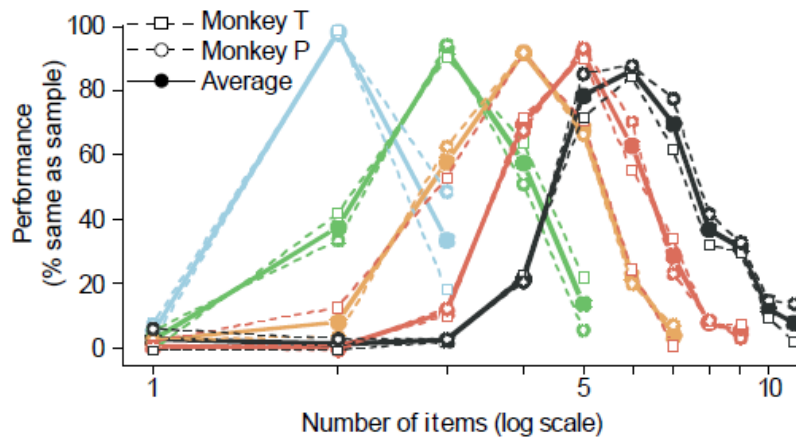 Monkey T
Monkey P
Average
100
80
60
40
20
0
Performance
(% same as sample)
1
5
10
Number of items (log scale)